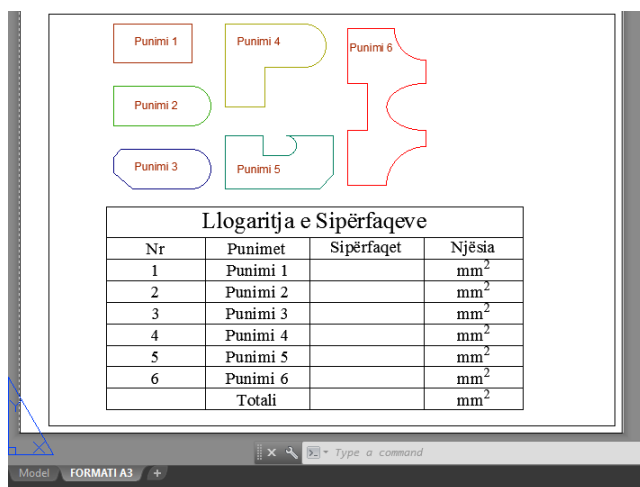 Punimi 1
Punimi 4
Punimi 6
Punimi 2
Punimi 3
Punimi 5
Llogaritja e Sipërfaqeve
Nr Punimet Sipërfaqet Njësia
1 Punimi 1 mm²
2 Punimi 2 mm²
3 Punimi 3 mm²
4 Punimi 4 mm²
5 Punimi 5 mm²
6 Punimi 6 mm²
Totali mm²
Y
X
Type a command
Model FORMATI A3 +